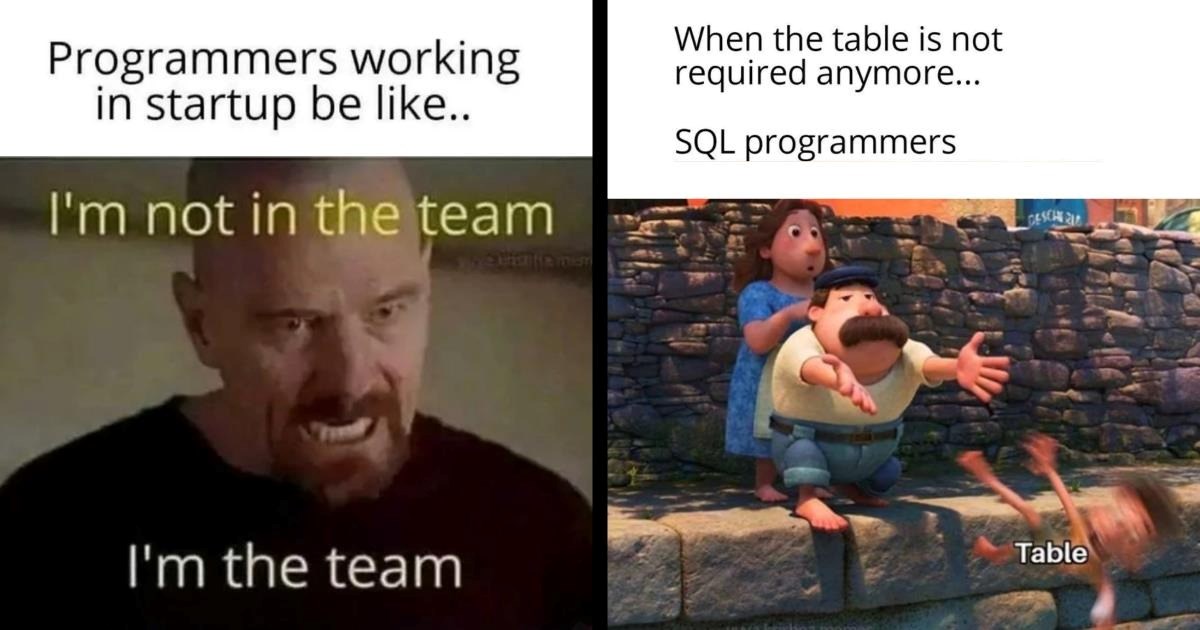 Programmers working
in startup be like..
I'm not in the team
I'm the team
When the table is not
required anymore...
SQL programmers
Table